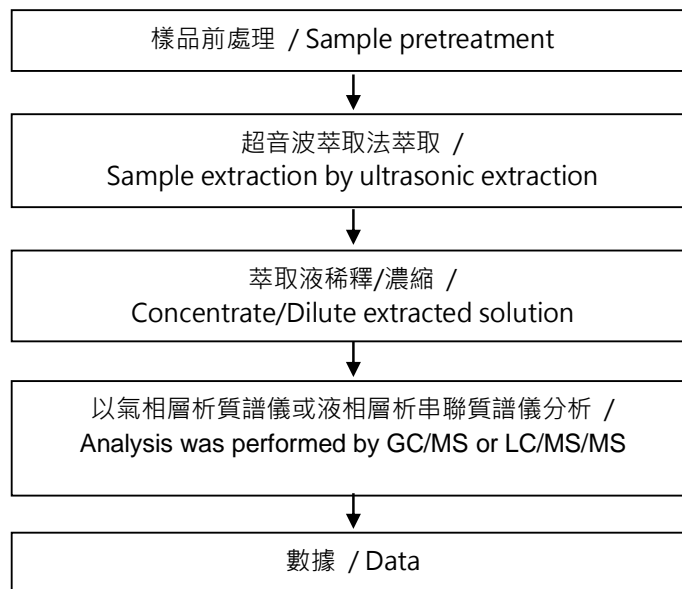 樣品前處理 / Sample pretreatment
超音波萃取法萃取 /
Sample extraction by ultrasonic extraction
萃取液稀釋/濃縮 /
Concentrate/Dilute extracted solution
以氣相層析質譜儀或液相層析串聯質譜儀分析 /
Analysis was performed by GC/MS or LC/MS/MS
數據 / Data